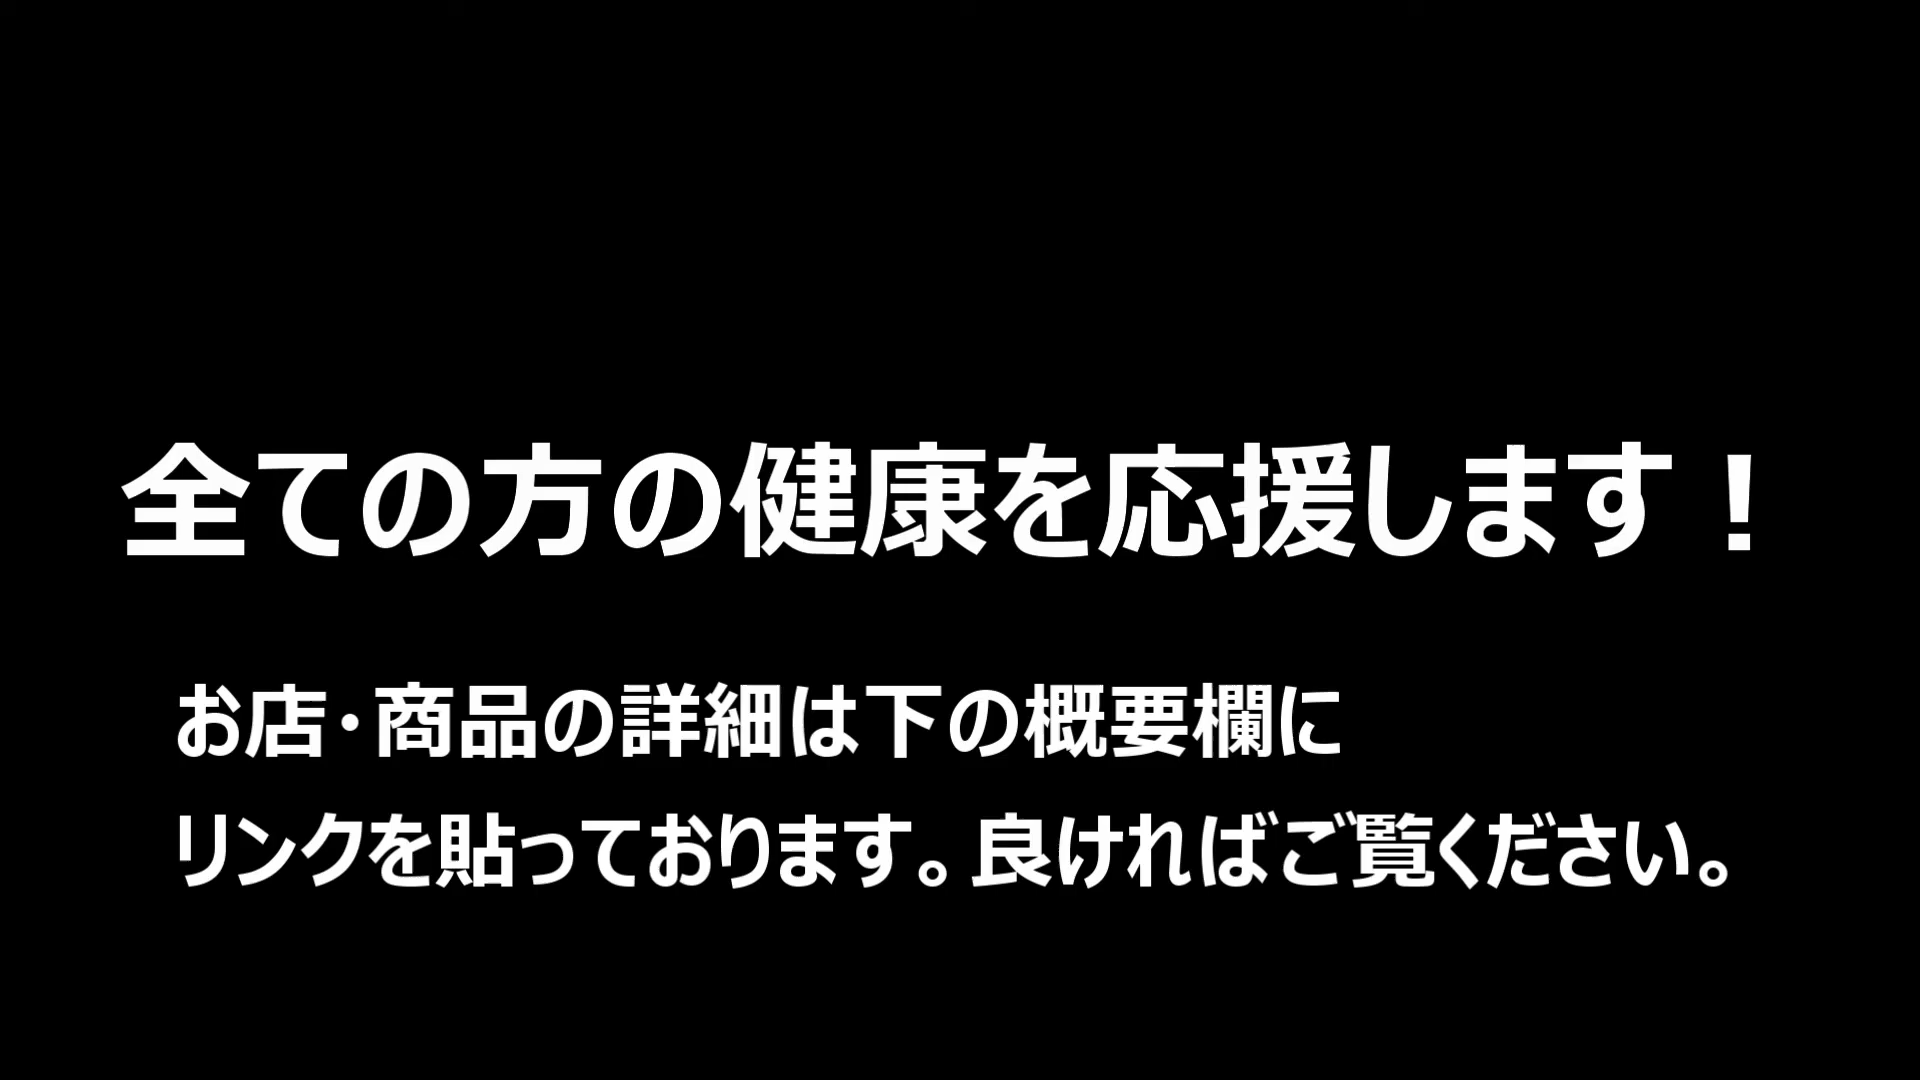 全ての方の健康を応援します！
お店・商品の詳細は下の概要欄に
リンクを貼っております。良ければご覧ください。